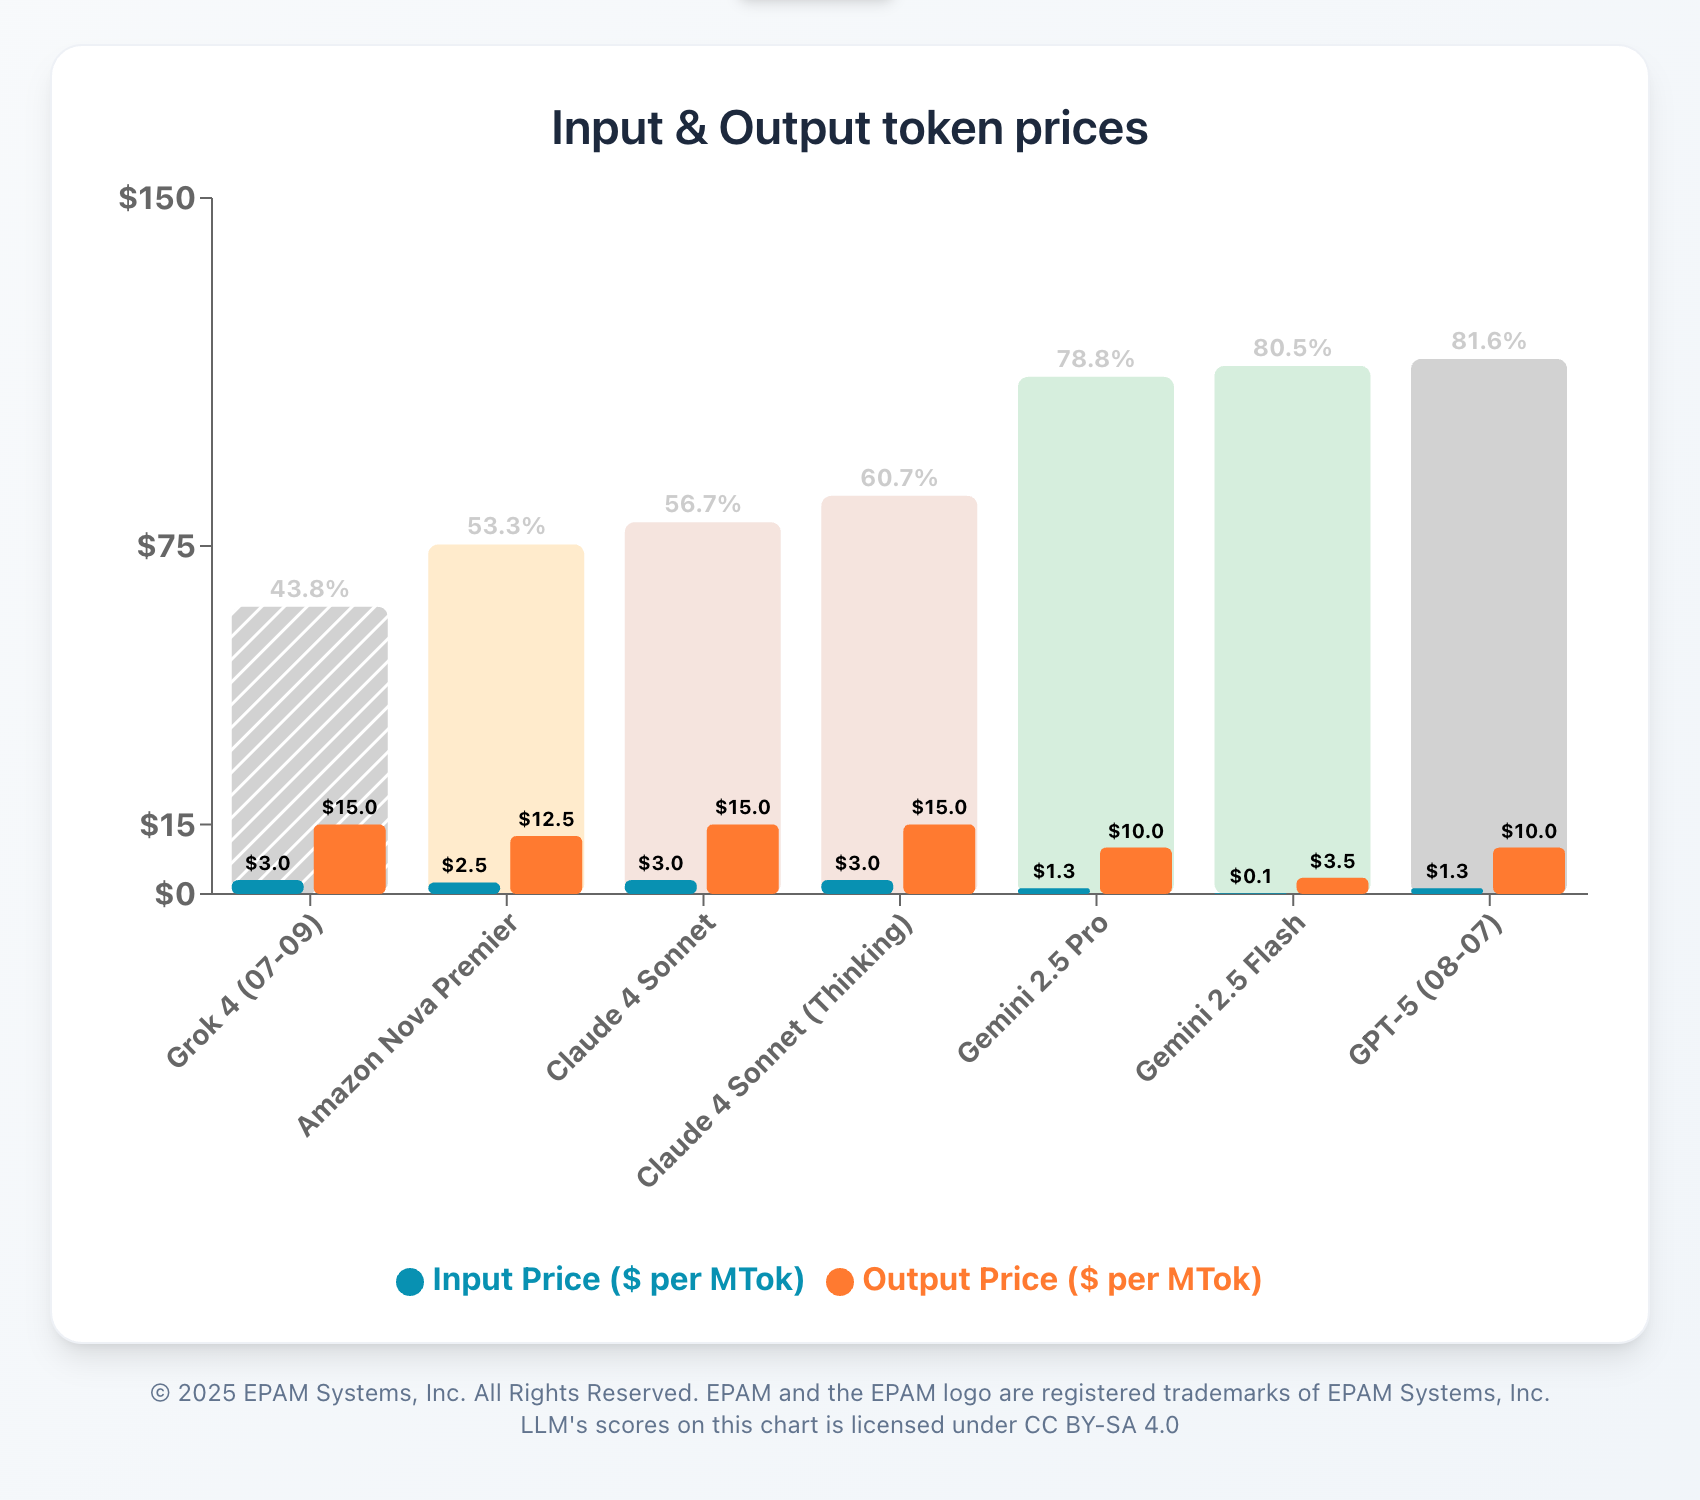 Input & Output token prices
$150
$75
$15
$0
43.8%
53.3%
56.7%
60.7%
78.8%
80.5%
81.6%
$3.0
$15.0
$2.5
$12.5
$3.0
$15.0
$3.0
$15.0
$1.3
$10.0
$0.1
$3.5
$1.3
$10.0
Grok 4 (07-09)
Amazon Nova Premier
Claude 4 Sonnet
Claude 4 Sonnet (Thinking)
Gemini 2.5 Pro
Gemini 2.5 Flash
GPT-5 (08-07)
Input Price ($ per MTok)
Output Price ($ per MTok)
© 2025 EPAM Systems, Inc. All Rights Reserved. EPAM and the EPAM logo are registered trademarks of EPAM Systems, Inc.
LLM's scores on this chart is licensed under CC BY-SA 4.0